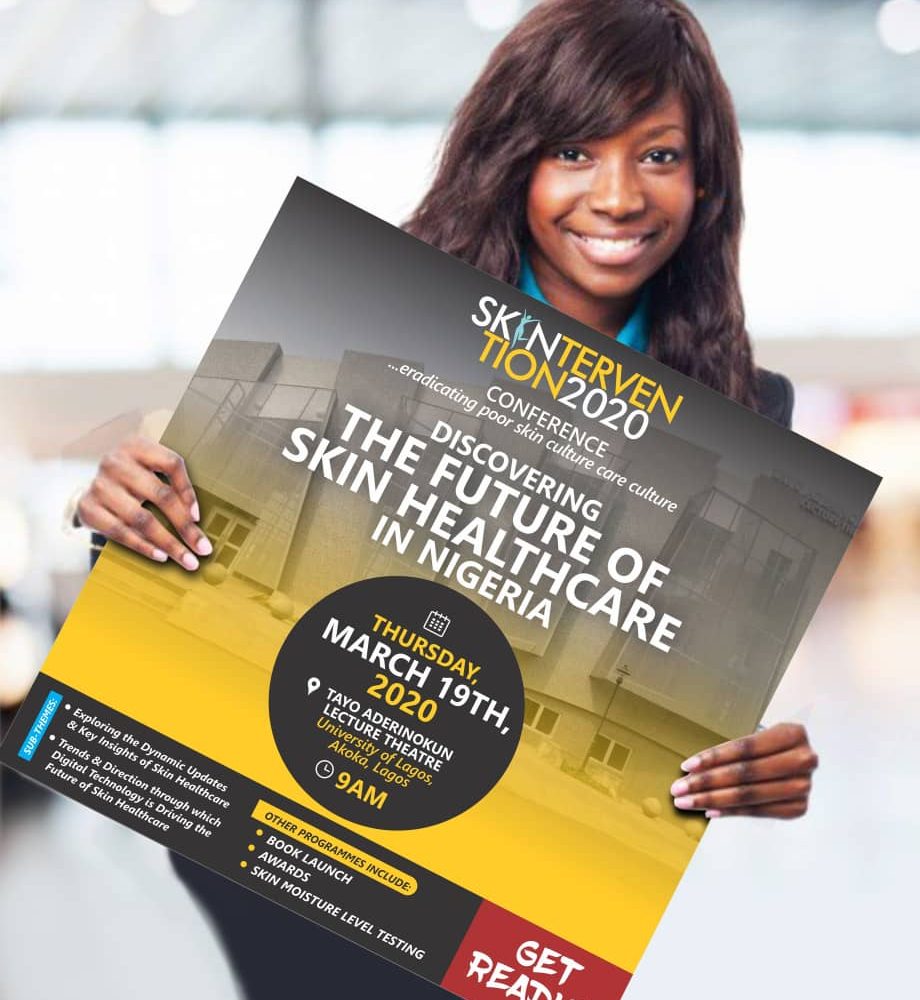 SKINTERVEN
TION2020
CONFERENCE
...eradicating poor skin culture care culture
DISCOVERING
THE FUTURE OF
SKIN HEALTHCARE
IN NIGERIA
THURSDAY,
MARCH 19TH,
2020
TAYO ADERINOKUN
LECTURE THEATRE
University of Lagos,
Akoka, Lagos
9AM
SUB-THEMES:
• Exploring the Dynamic Updates
& Key Insights of Skin Healthcare
• Trends & Direction through which
Digital Technology is Driving the
Future of Skin Healthcare
OTHER PROGRAMMES INCLUDE:
• BOOK LAUNCH
• AWARDS
• SKIN MOISTURE LEVEL TESTING
GET
READY